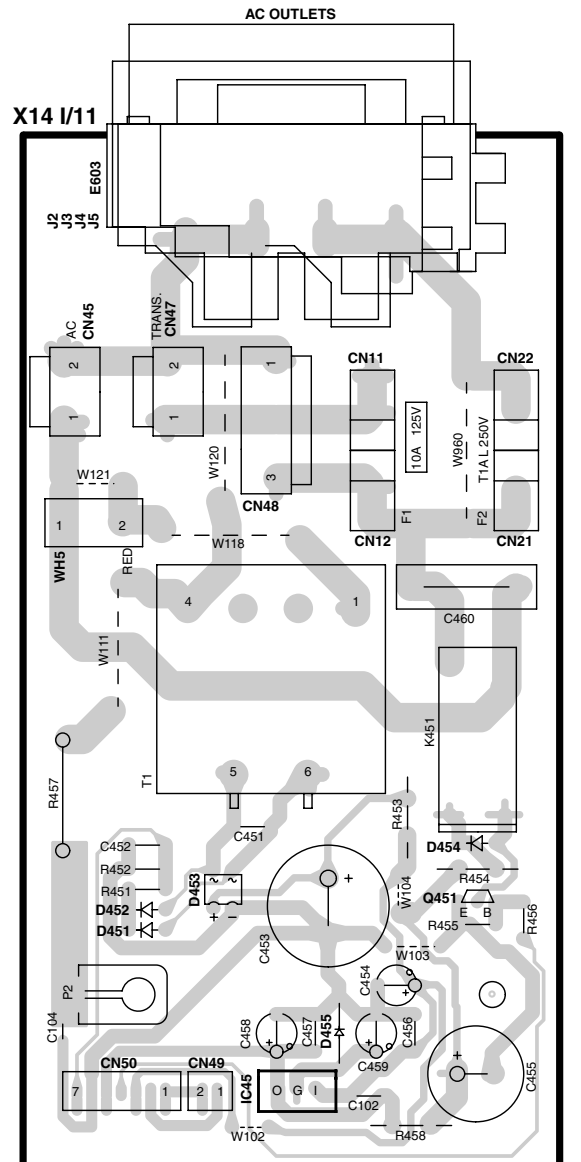 AC OUTLETS
X14 I/11
E603
J2
J3
J4
J5
AC
CN45
TRANS.
CN47
2
1
2
1
1
3
CN48
CN11
CN22
10A 125V
T1A L 250V
W960
F1
F2
CN12
CN21
W120
W121
1
2
WH5
RED
W118
4
1
C460
W111
K451
T1
5
6
R457
R453
C451
D454
C452
R452
R451
D452
D451
D453
~ ~
+ −
+
C453
W104
R454
Q451
E B
R455
R456
W103
C454
+
P2
C104
C458
+
C457
D455
+
C459
C456
+
C455
CN50
7
1
CN49
2 1
IC45
O G I
C102
W102
R458